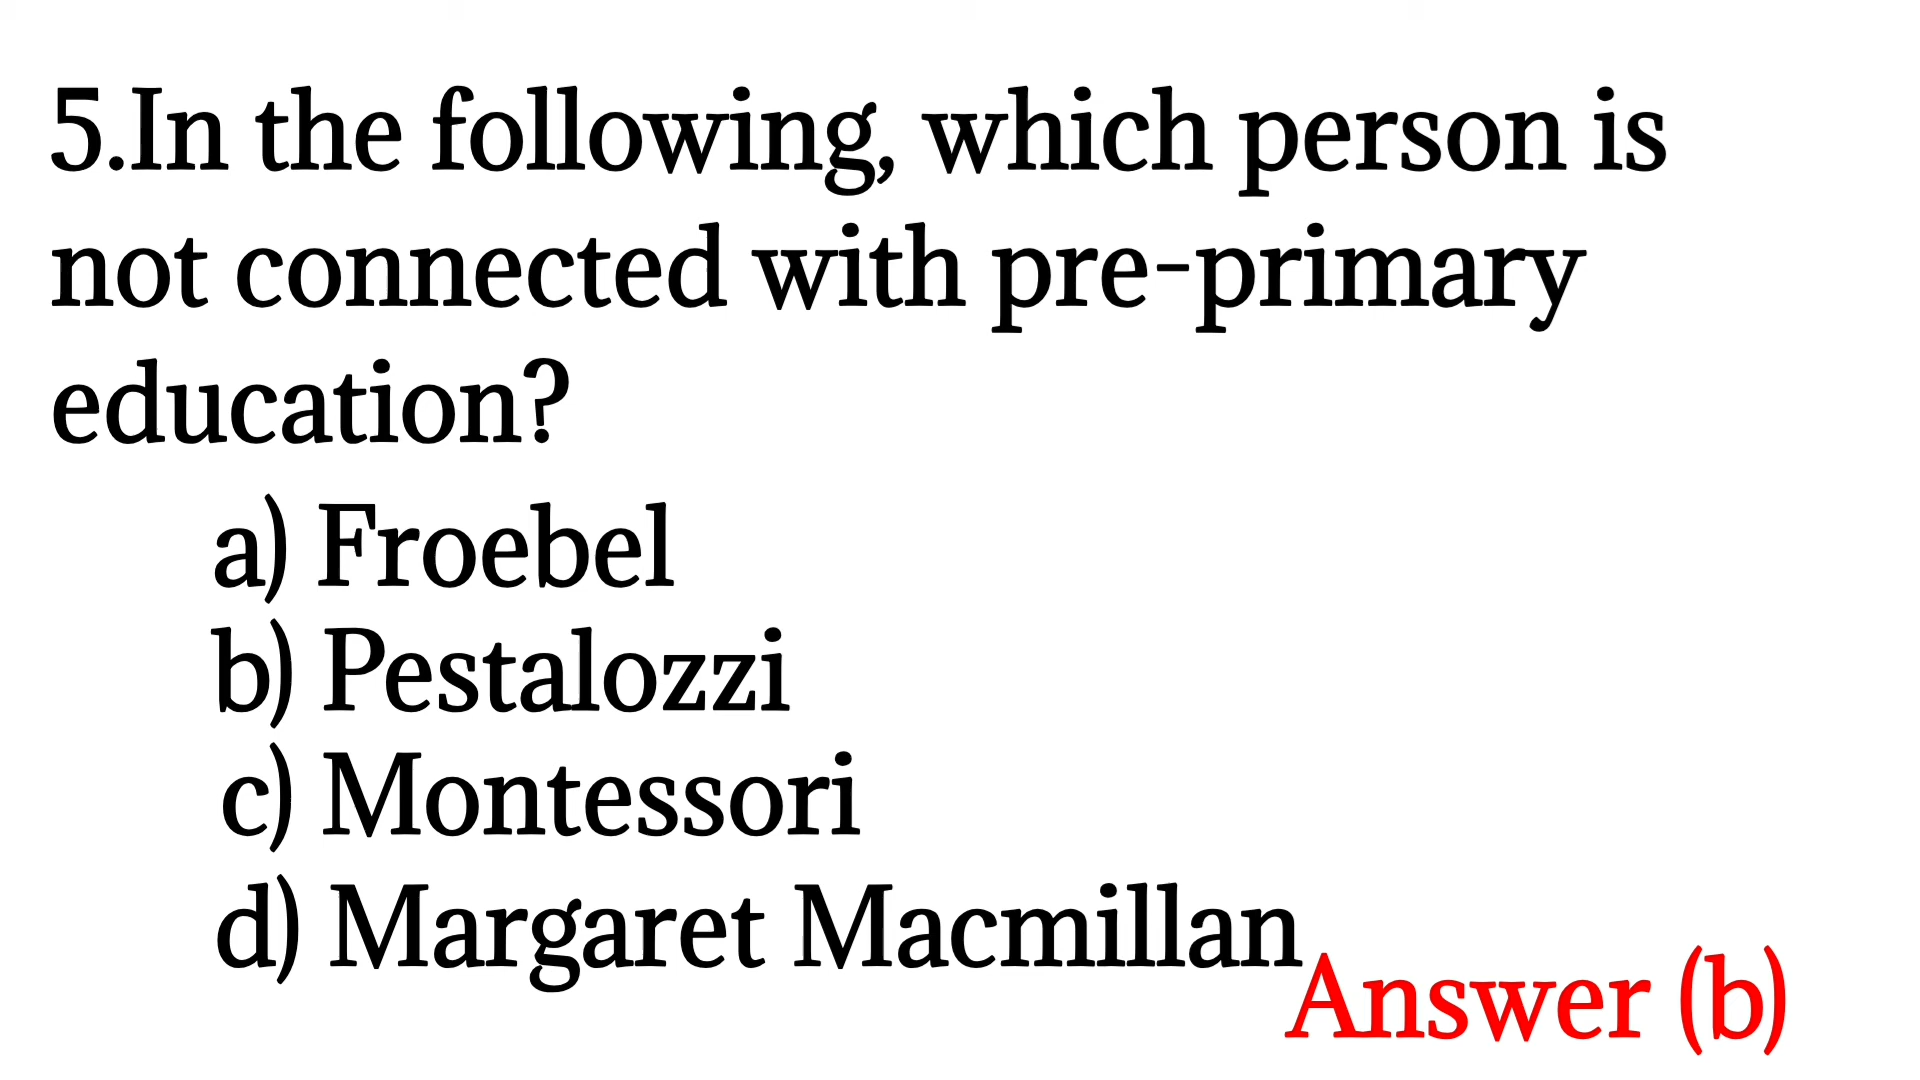 5.In the following, which person is
not connected with pre-primary
education?
a) Froebel
b) Pestalozzi
c) Montessori
d) Margaret Macmillan
Answer (b)